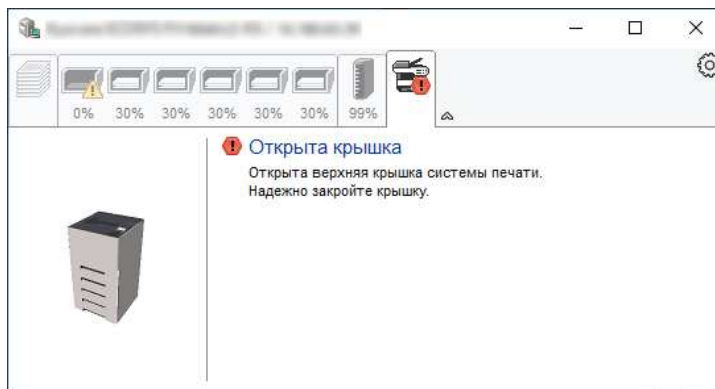 0% 30% 30% 30% 30% 30% 99%
Открыта крышка
Открыта верхняя крышка системы печати.
Надежно закройте крышку.